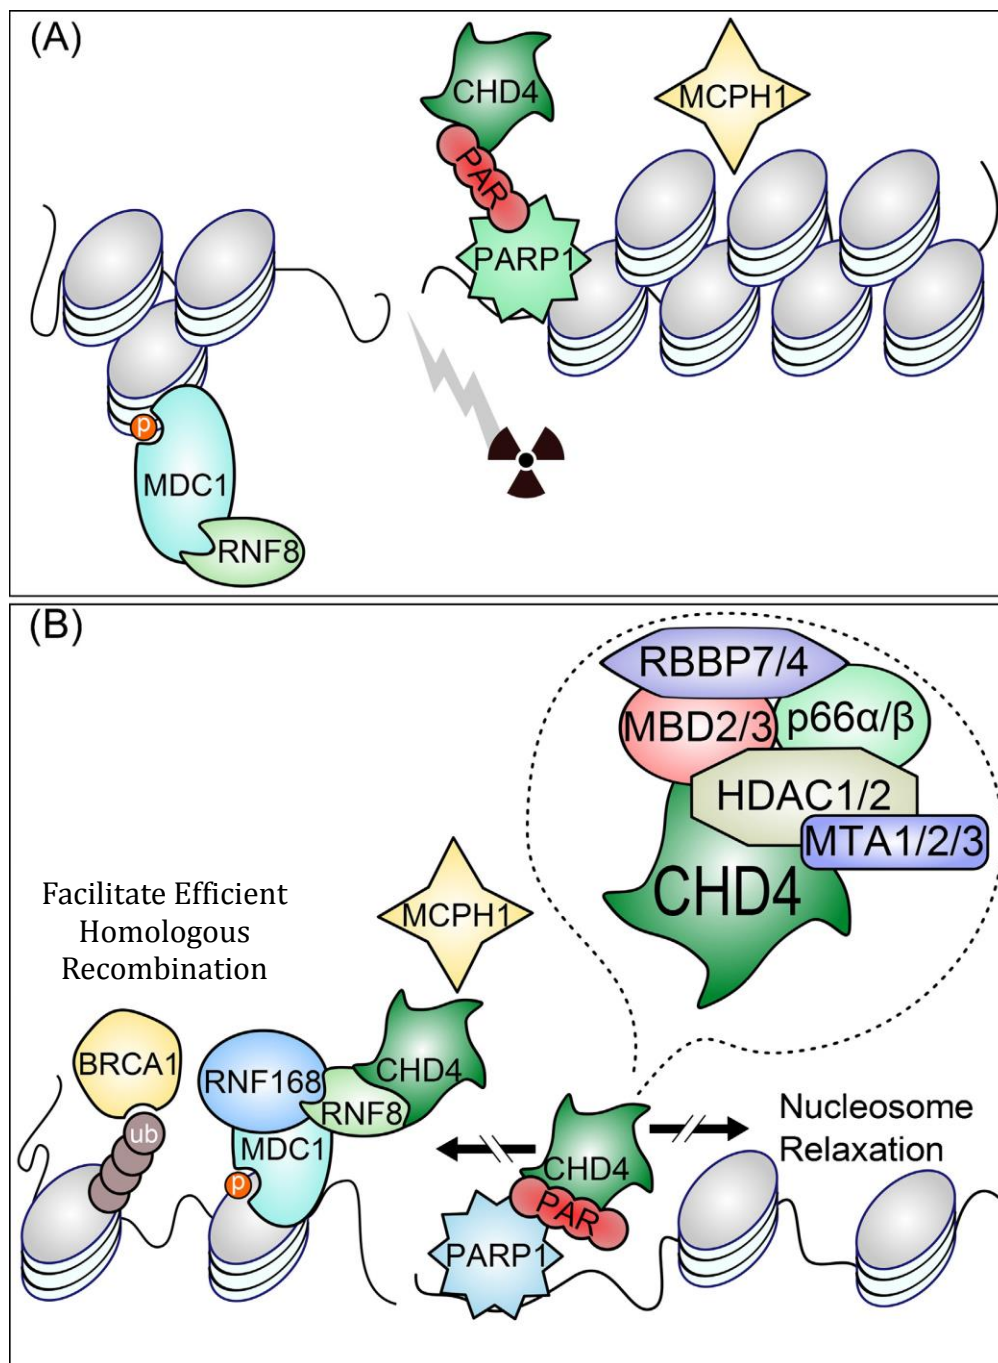 (A)
CHD4
MCPH1
PAR
PARP1
p
MDC1
RNF8
(B)
RBBP7/4
MBD2/3
p66α/β
HDAC1/2
MTA1/2/3
CHD4
MCPH1
Facilitate Efficient
Homologous
Recombination
BRCA1
ub
RNF168
CHD4
RNF8
MDC1
p
CHD4
PAR
PARP1
Nucleosome
Relaxation